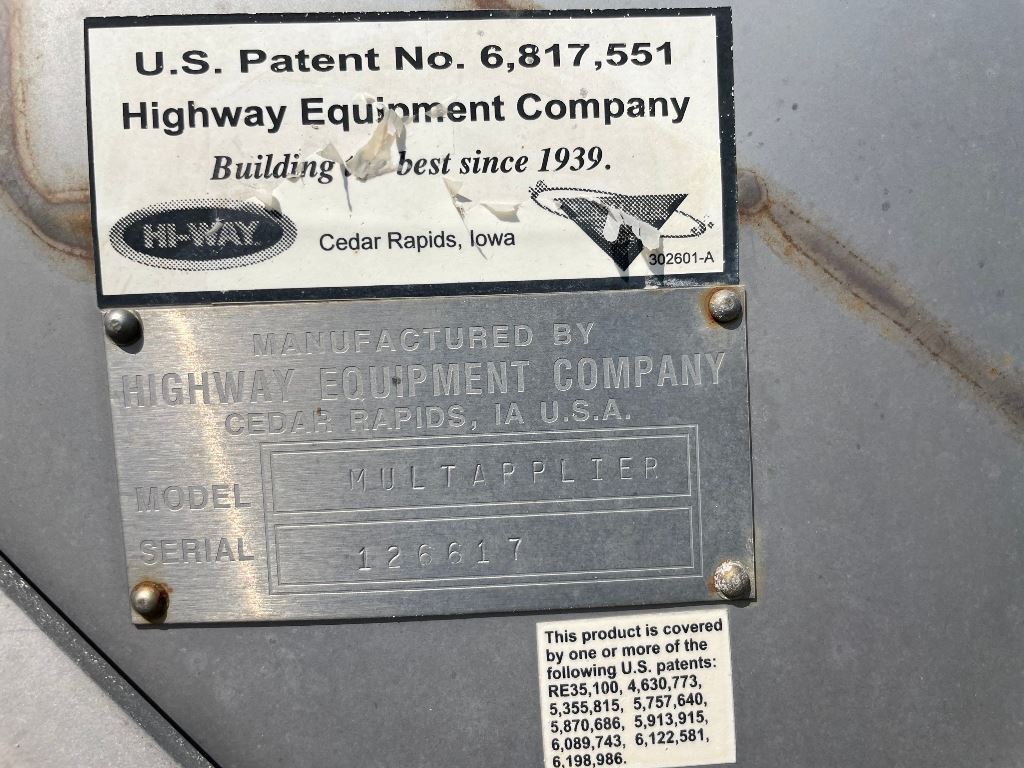 U.S. Patent No. 6,817,551
Highway Equipment Company
Building the best since 1939.
HI-WAY
Cedar Rapids, Iowa
302601-A
MANUFACTURED BY
HIGHWAY EQUIPMENT COMPANY
CEDAR RAPIDS, IA U.S.A.
MODEL MULTAPPLIER
SERIAL 126617
This product is covered
by one or more of the
following U.S. patents:
RE35,100, 4,630,773,
5,355,815, 5,757,640,
5,870,686, 5,913,915,
6,089,743, 6,122,581,
6,198,986.